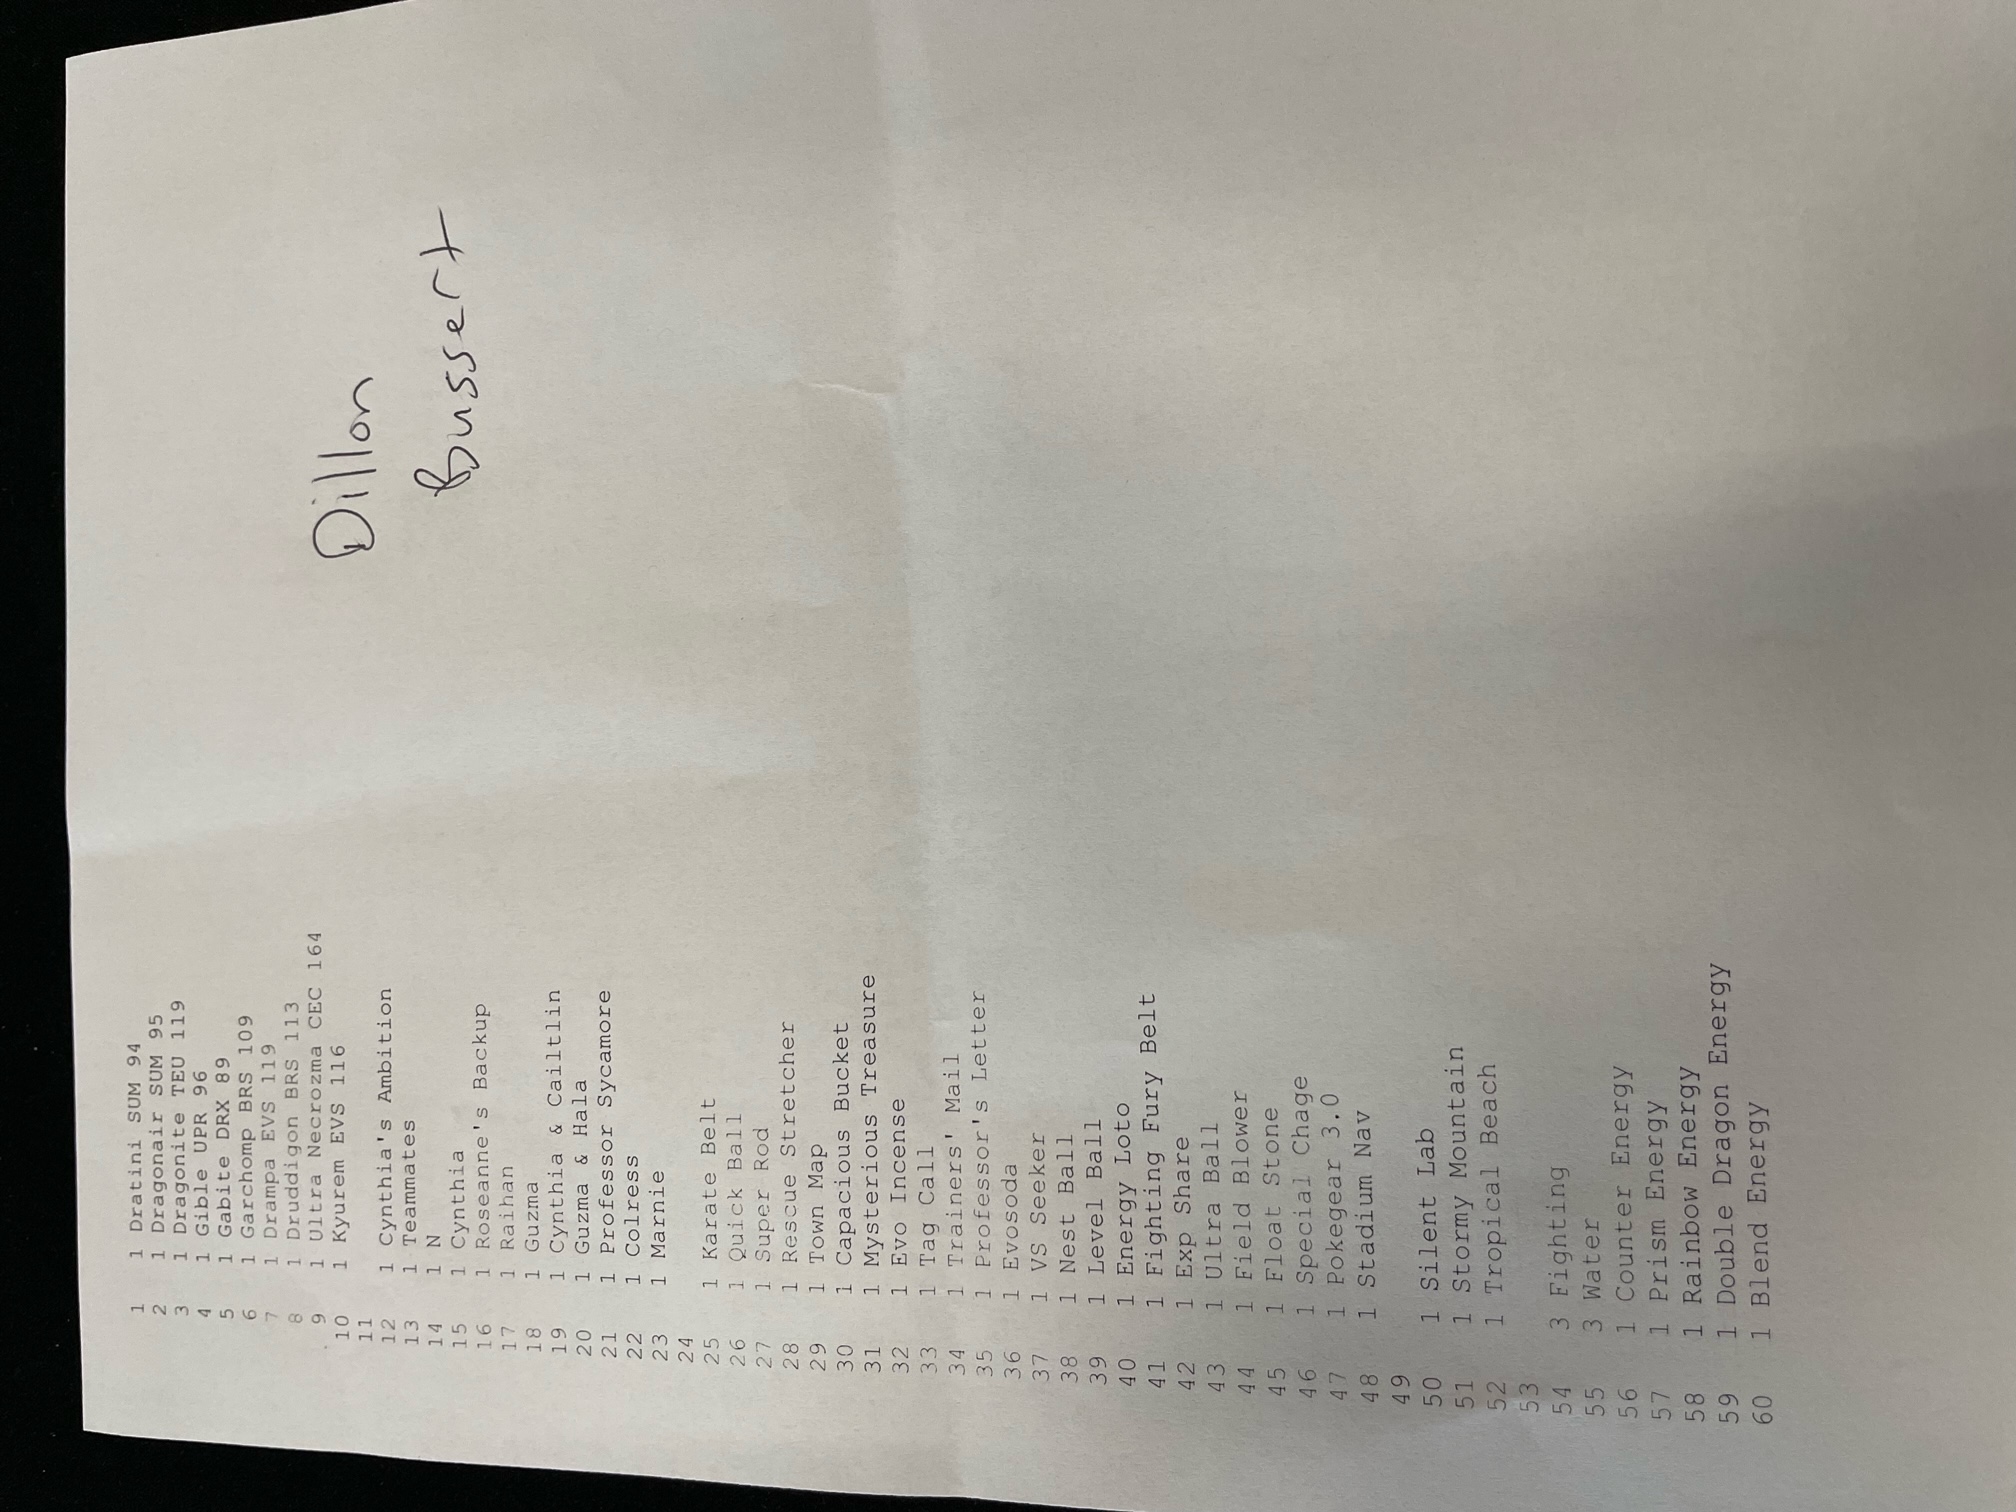 1 1 Dratini SUM 94
2 1 Dragonair SUM 95
3 1 Dragonite TEU 119
4 1 Gible UPR 96
5 1 Gabite DRX 89
6 1 Garchomp BRS 109
7 1 Drampa EVS 119
8 1 Druddigon BRS 113
9 1 Ultra Necrozma CEC 164
10 1 Kyurem EVS 116
11
12 1 Cynthia's Ambition
13 1 Teammates
14 1 N
15 1 Cynthia
16 1 Roseanne's Backup
17 1 Raihan
18 1 Guzma
19 1 Cynthia & Cailtlin
20 1 Guzma & Hala
21 1 Professor Sycamore
22 1 Colress
23 1 Marnie
24
25 1 Karate Belt
26 1 Quick Ball
27 1 Super Rod
28 1 Rescue Stretcher
29 1 Town Map
30 1 Capacious Bucket
31 1 Mysterious Treasure
32 1 Evo Incense
33 1 Tag Call
34 1 Trainers' Mail
35 1 Professor's Letter
36 1 Evosoda
37 1 VS Seeker
38 1 Nest Ball
39 1 Level Ball
40 1 Energy Loto
41 1 Fighting Fury Belt
42 1 Exp Share
43 1 Ultra Ball
44 1 Field Blower
45 1 Float Stone
46 1 Special Chage
47 1 Pokegear 3.0
48 1 Stadium Nav
49
50 1 Silent Lab
51 1 Stormy Mountain
52 1 Tropical Beach
53
54 3 Fighting
55 3 Water
56 1 Counter Energy
57 1 Prism Energy
58 1 Rainbow Energy
59 1 Double Dragon Energy
60 1 Blend Energy
Dillon
Bussert